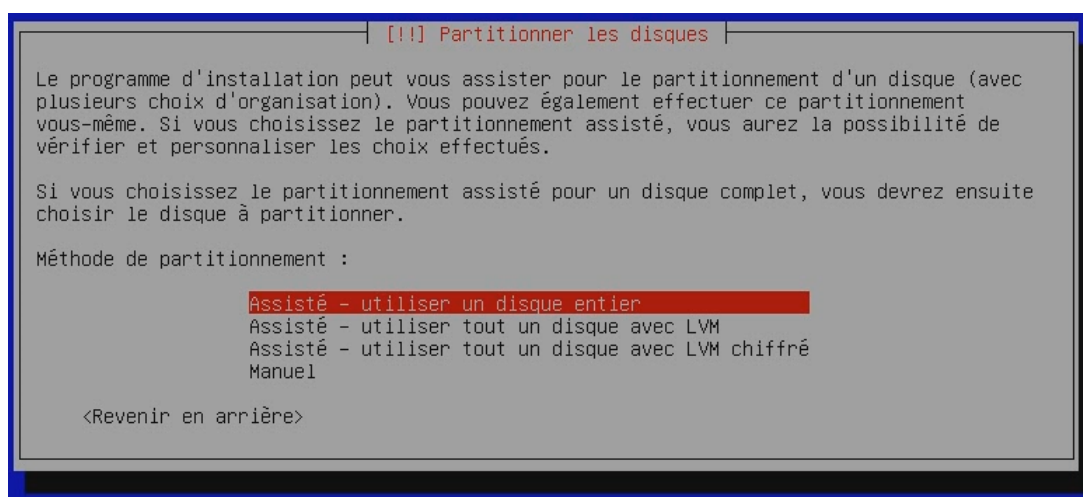 [!!] Partitionner les disques
Le programme d'installation peut vous assister pour le partitionnement d'un disque (avec
plusieurs choix d'organisation). Vous pouvez également effectuer ce partitionnement
vous-même. Si vous choisissez le partitionnement assisté, vous aurez la possibilité de
vérifier et personnaliser les choix effectués.
Si vous choisissez le partitionnement assisté pour un disque complet, vous devrez ensuite
choisir le disque à partitionner.
Méthode de partitionnement :
Assisté - utiliser un disque entier
Assisté - utiliser tout un disque avec LVM
Assisté - utiliser tout un disque avec LVM chiffré
Manuel
<Revenir en arrière>